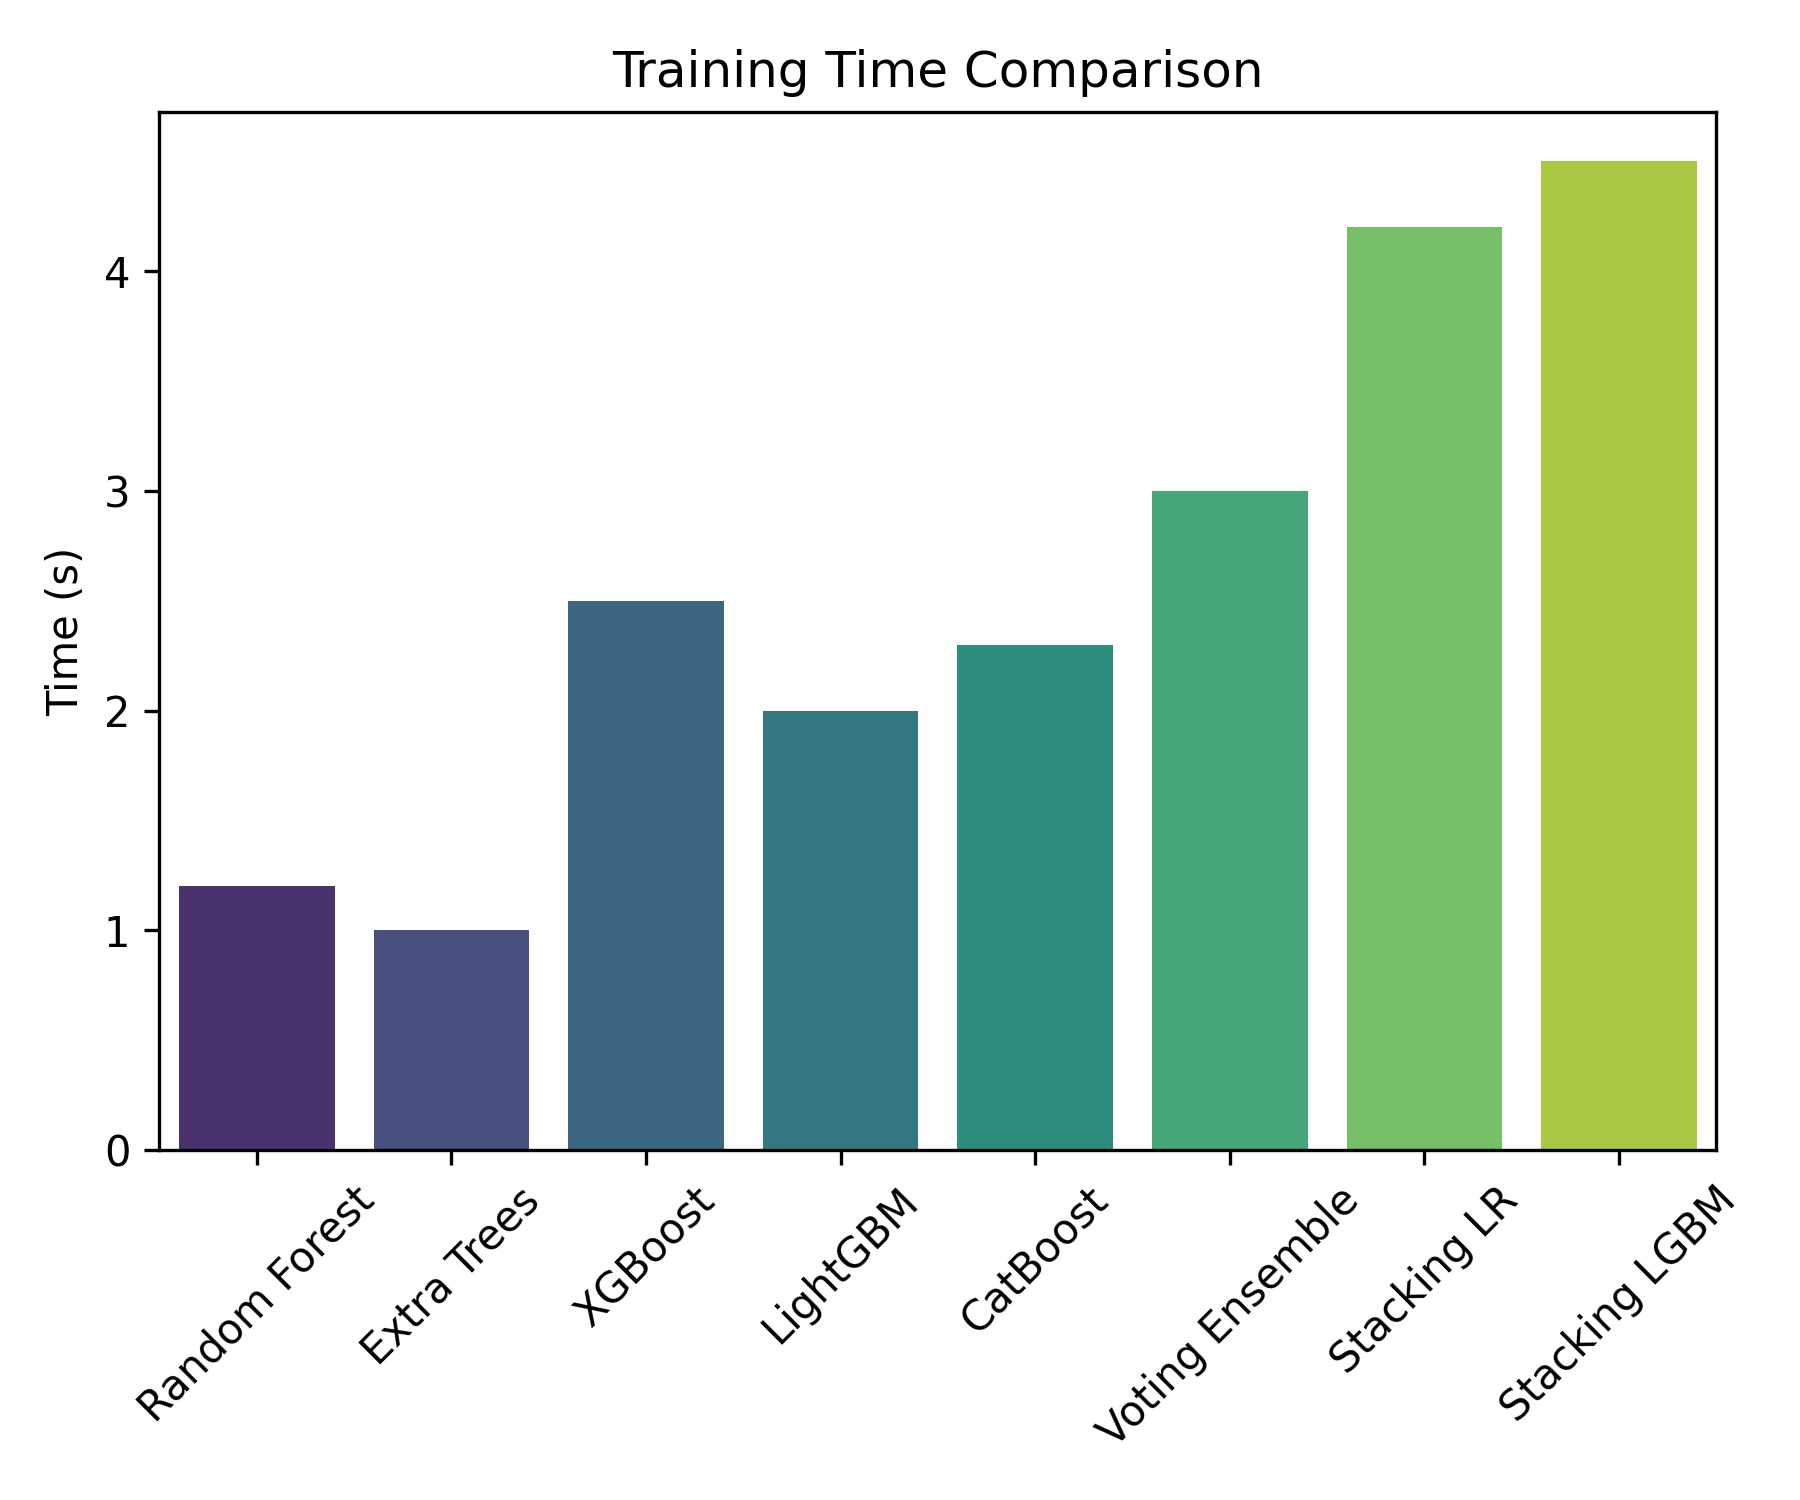 Training Time Comparison
Time (s)
4
3
2
1
0
Random Forest
Extra Trees
XGBoost
LightGBM
CatBoost
Voting Ensemble
Stacking LR
Stacking LGBM